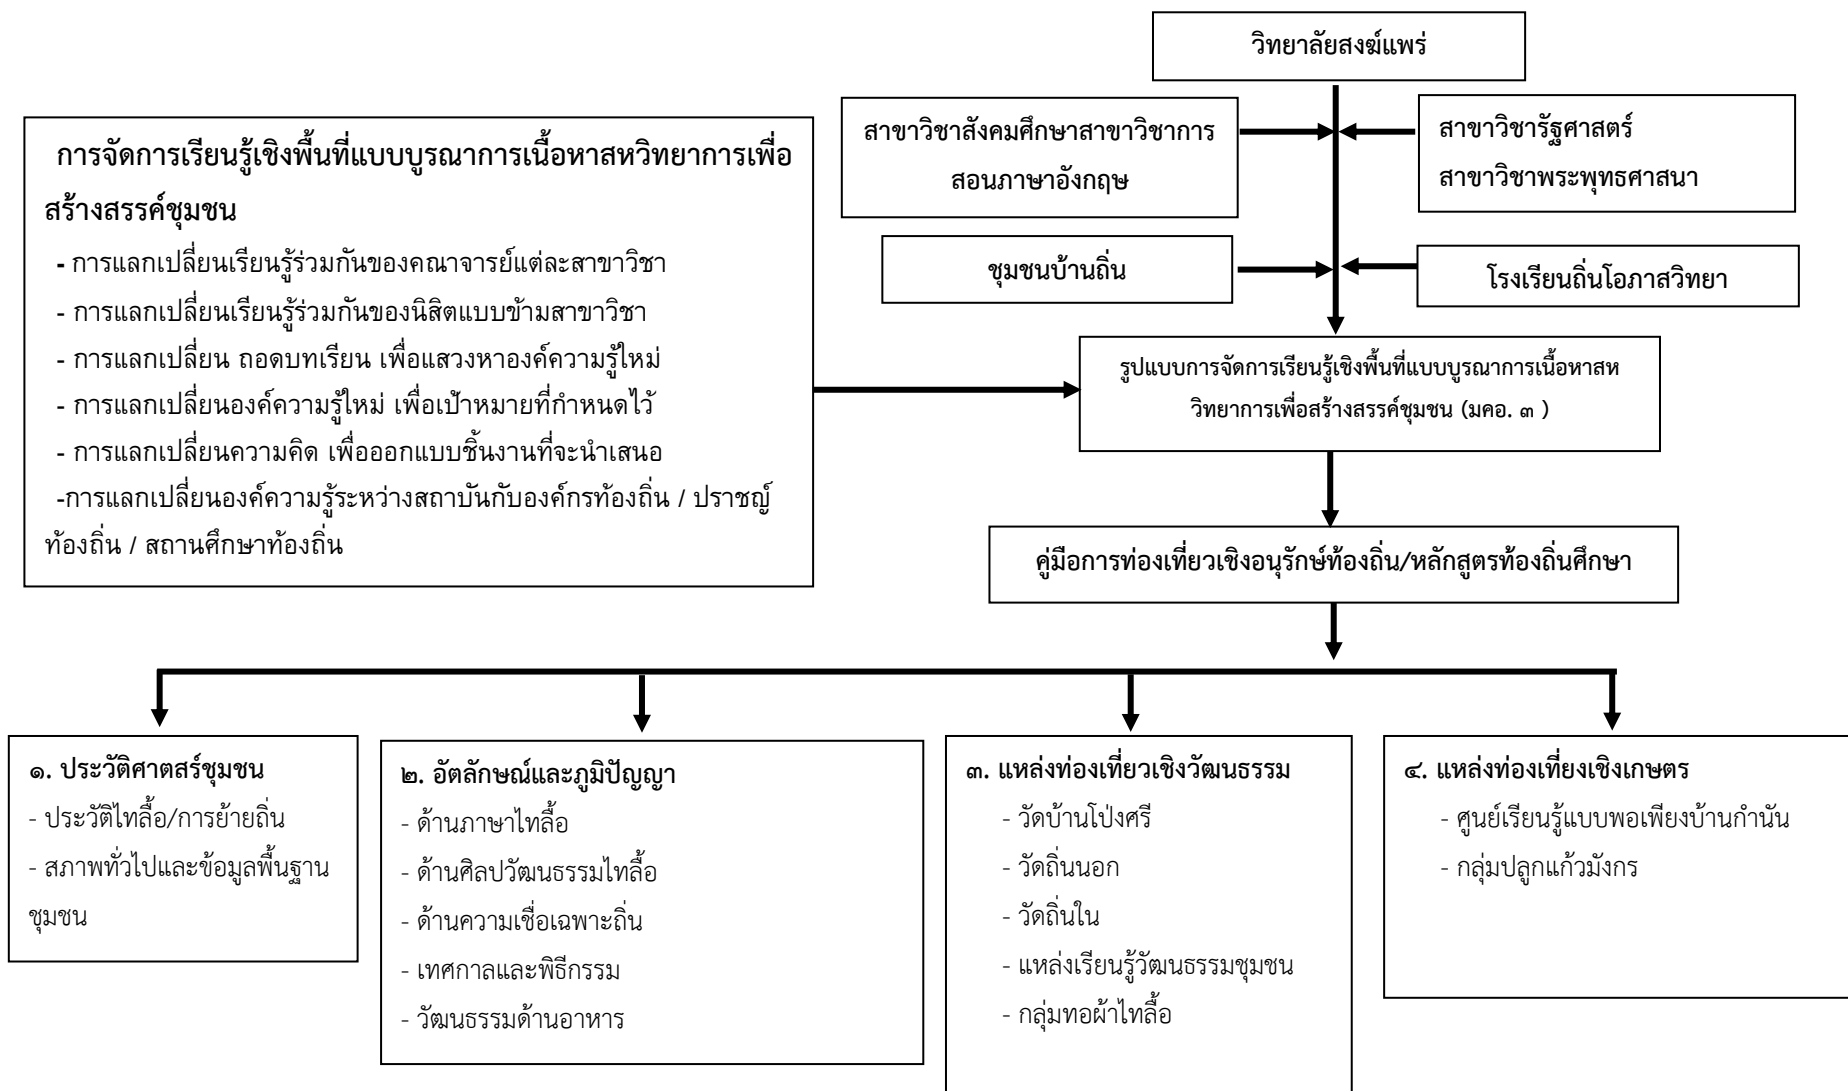 วิทยาลัยสงฆ์แพร่
สาขาวิชาสังคมศึกษาสาขาวิชาการ
สอนภาษาอังกฤษ
สาขาวิชารัฐศาสตร์
สาขาวิชาพระพุทธศาสนา
ชุมชนบ้านถิ่น
โรงเรียนถิ่นโอภาสวิทยา
การจัดการเรียนรู้เชิงพื้นที่แบบบูรณาการเนื้อหาสหวิทยาการเพื่อ
สร้างสรรค์ชุมชน
- การแลกเปลี่ยนเรียนรู้ร่วมกันของคณาจารย์แต่ละสาขาวิชา
- การแลกเปลี่ยนเรียนรู้ร่วมกันของนิสิตแบบข้ามสาขาวิชา
- การแลกเปลี่ยน ถอดบทเรียน เพื่อแสวงหาองค์ความรู้ใหม่
- การแลกเปลี่ยนองค์ความรู้ใหม่ เพื่อเป้าหมายที่กำหนดไว้
- การแลกเปลี่ยนความคิด เพื่อออกแบบชิ้นงานที่จะนำเสนอ
-การแลกเปลี่ยนองค์ความรู้ระหว่างสถาบันกับองค์กรท้องถิ่น / ปราชญ์
ท้องถิ่น / สถานศึกษาท้องถิ่น
รูปแบบการจัดการเรียนรู้เชิงพื้นที่แบบบูรณาการเนื้อหาสห
วิทยาการเพื่อสร้างสรรค์ชุมชน (มคอ. ๓ )
คู่มือการท่องเที่ยวเชิงอนุรักษ์ท้องถิ่น/หลักสูตรท้องถิ่นศึกษา
๑. ประวัติศาตสร์ชุมชน
- ประวัติไทลื้อ/การย้ายถิ่น
- สภาพทั่วไปและข้อมูลพื้นฐาน
ชุมชน
๒. อัตลักษณ์และภูมิปัญญา
- ด้านภาษาไทลื้อ
- ด้านศิลปวัฒนธรรมไทลื้อ
- ด้านความเชื่อเฉพาะถิ่น
- เทศกาลและพิธีกรรม
- วัฒนธรรมด้านอาหาร
๓. แหล่งท่องเที่ยวเชิงวัฒนธรรม
- วัดบ้านโป่งศรี
- วัดถิ่นนอก
- วัดถิ่นใน
- แหล่งเรียนรู้วัฒนธรรมชุมชน
- กลุ่มทอผ้าไทลื้อ
๔. แหล่งท่องเที่ยงเชิงเกษตร
- ศูนย์เรียนรู้แบบพอเพียงบ้านกำนัน
- กลุ่มปลูกแก้วมังกร